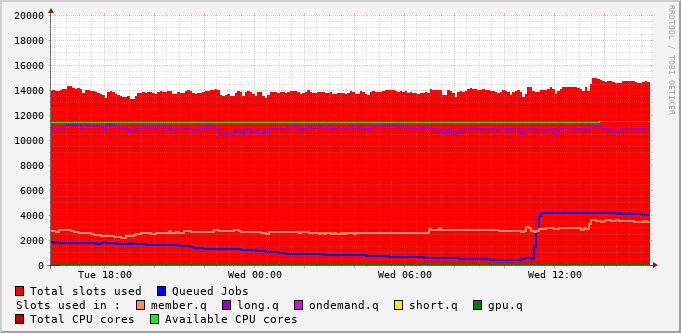 20000
18000
16000
14000
12000
10000
8000
6000
4000
2000
0
Tue 18:00 Wed 00:00 Wed 06:00 Wed 12:00
RRDTOOL / TOBI OETIKER
Total slots used Queued Jobs
Slots used in : member.q long.q ondemand.q short.q gpu.q
Total CPU cores Available CPU cores